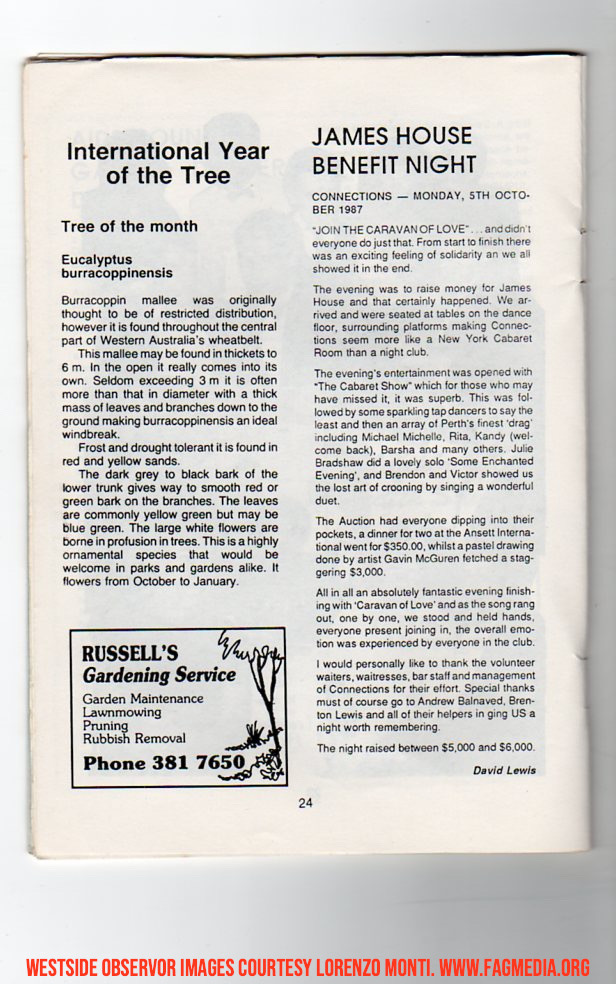 International Year
of the Tree
Tree of the month
Eucalyptus
burracoppinensis
Burracoppin mallee was originally
thought to be of restricted distribution,
however it is found throughout the central
part of Western Australia's wheatbelt.
This mallee may be found in thickets to
6 m. In the open it really comes into its
own. Seldom exceeding 3 m it is often
more than that in diameter with a thick
mass of leaves and branches down to the
ground making burracoppinensis an ideal
windbreak.
Frost and drought tolerant it is found in
red and yellow sands.
The dark grey to black bark of the
lower trunk gives way to smooth red or
green bark on the branches. The leaves
are commonly yellow green but may be
blue green. The large white flowers are
borne in profusion in trees. This is a highly
ornamental species that would be
welcome in parks and gardens alike. It
flowers from October to January.
RUSSELL'S
Gardening Service
Garden Maintenance
Lawnmowing
Pruning
Rubbish Removal
Phone 381 7650
JAMES HOUSE
BENEFIT NIGHT
CONNECTIONS — MONDAY, 5TH OCTO-
BER 1987
"JOIN THE CARAVAN OF LOVE" . . . and didn't
everyone do just that. From start to finish there
was an exciting feeling of solidarity an we all
showed it in the end.
The evening was to raise money for James
House and that certainly happened. We ar-
rived and were seated at tables on the dance
floor, surrounding platforms making Connec-
tions seem more like a New York Cabaret
Room than a night club.
The evening's entertainment was opened with
"The Cabaret Show" which for those who may
have missed it, it was superb. This was fol-
lowed by some sparkling tap dancers to say the
least and then an array of Perth's finest 'drag'
including Michael Michelle, Rita, Kandy (wel-
come back), Barsha and many others. Julie
Bradshaw did a lovely solo 'Some Enchanted
Evening', and Brendon and Victor showed us
the lost art of crooning by singing a wonderful
duet.
The Auction had everyone dipping into their
pockets, a dinner for two at the Ansett Interna-
tional went for $350.00, whilst a pastel drawing
done by artist Gavin McGuren fetched a stag-
gering $3,000.
All in all an absolutely fantastic evening finish-
ing with 'Caravan of Love' and as the song rang
out, one by one, we stood and held hands,
everyone present joining in, the overall emo-
tion was experienced by everyone in the club.
I would personally like to thank the volunteer
waiters, waitresses, bar staff and management
of Connections for their effort. Special thanks
must of course go to Andrew Balnaved, Bren-
ton Lewis and all of their helpers in ging US a
night worth remembering.
The night raised between $5,000 and $6,000.
David Lewis
24
WESTSIDE OBSERVOR IMAGES COURTESY LORENZO MONTI. WWW.FAGMEDIA.ORG